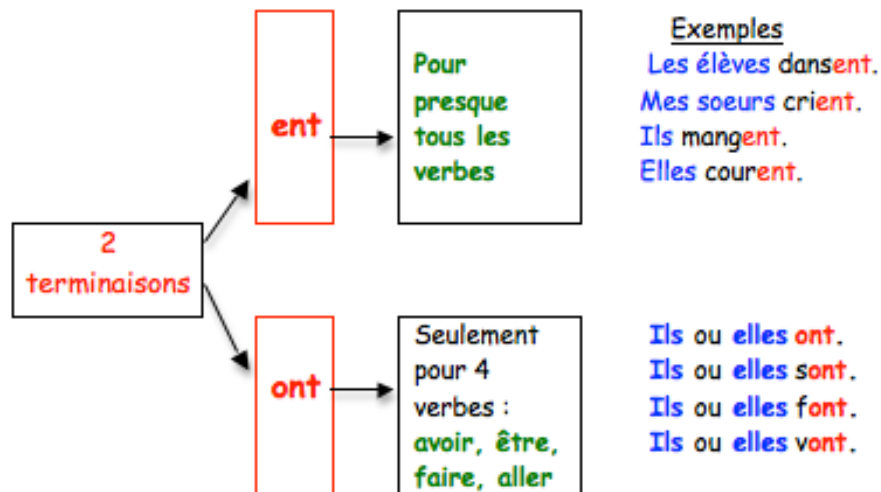 2
terminaisons
ent
Pour
presque
tous les
verbes
Exemples
Les élèves dansent.
Mes soeurs crient.
Ils mangent.
Elles courent.
ont
Seulement
pour 4
verbes :
avoir, être,
faire, aller
Ils ou elles ont.
Ils ou elles sont.
Ils ou elles font.
Ils ou elles vont.